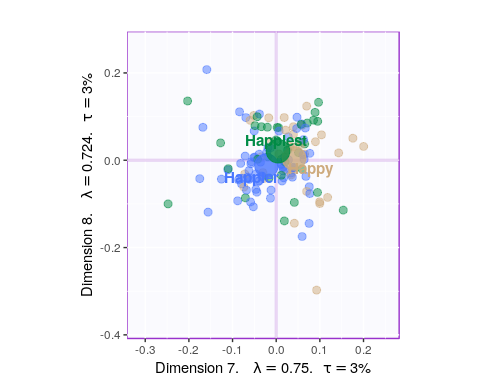 0.2
0.0
-0.2
-0.4
Dimension 8. λ = 0.724. τ = 3%
Happiest
Happy
Happier
-0.3 -0.2 -0.1 0.0 0.1 0.2
Dimension 7. λ = 0.75. τ = 3%